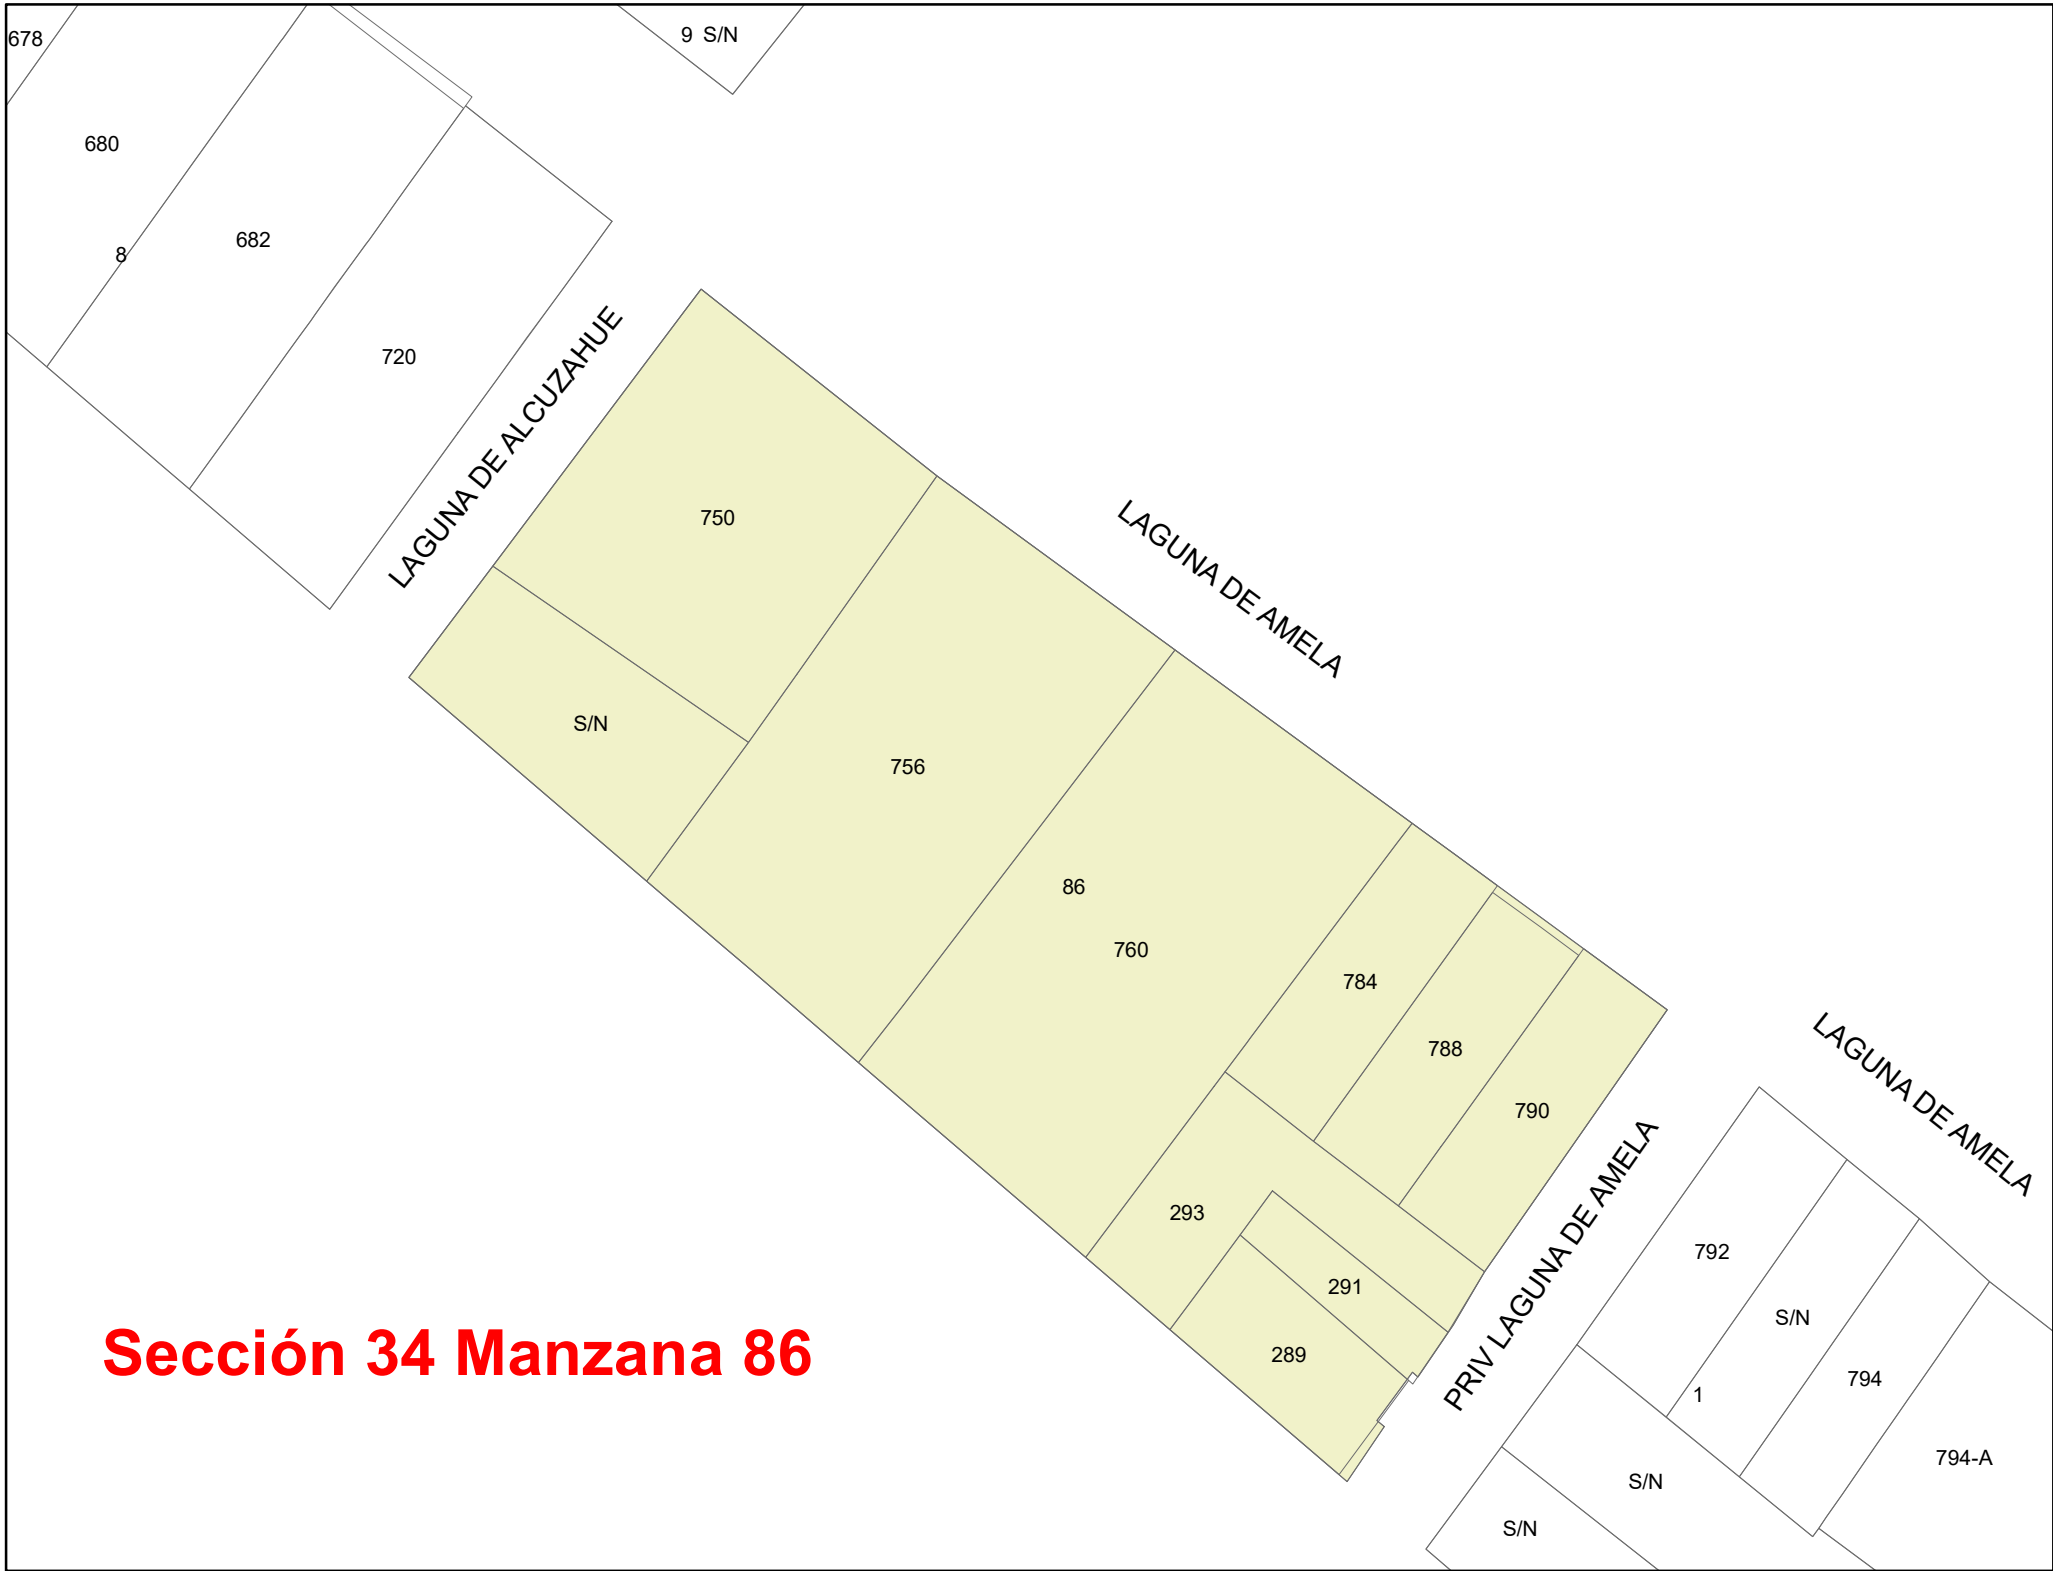 678
9 S/N
680
682
8
720
LAGUNA DE ALCUZAHUE
750
LAGUNA DE AMELA
S/N
756
86
760
784
788
790
LAGUNA DE AMELA
PRIV LAGUNA DE AMELA
293
291
289
792
S/N
794
1
794-A
S/N
S/N
Sección 34 Manzana 86